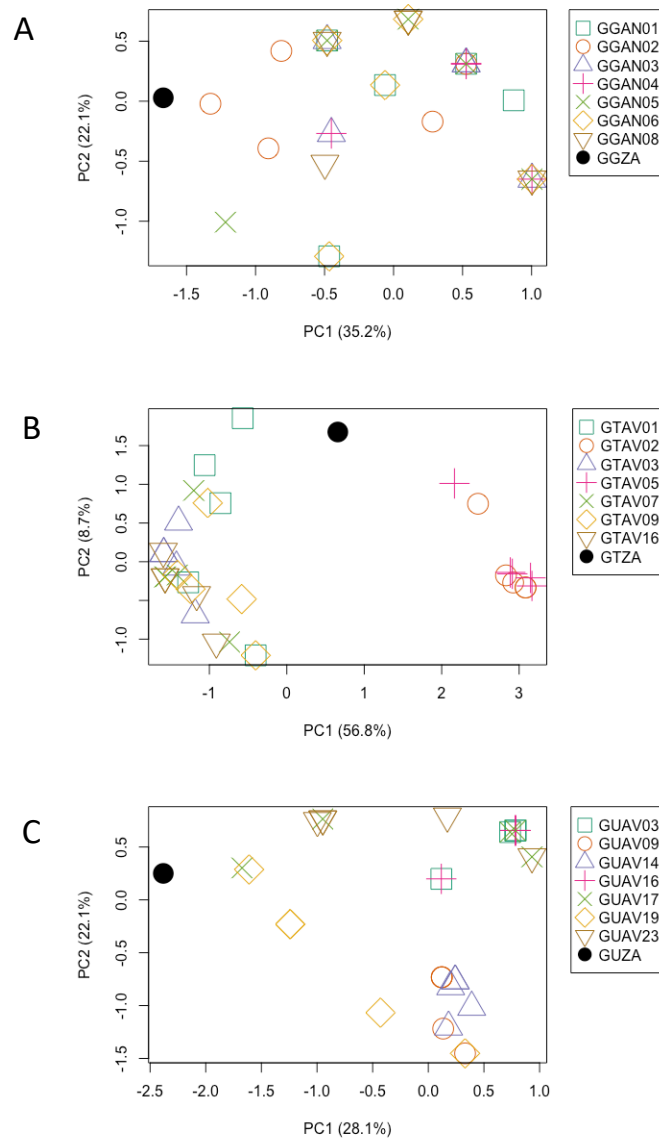 A
PC2 (22.1%)
0.5
0.0
-0.5
-1.0
-1.5
-1.0
-0.5
0.0
0.5
1.0
PC1 (35.2%)
GGAN01
GGAN02
GGAN03
GGAN04
GGAN05
GGAN06
GGAN08
GGZA
B
PC2 (8.7%)
1.5
1.0
0.5
0.0
-1.0
-1
0
1
2
3
PC1 (56.8%)
GTAV01
GTAV02
GTAV03
GTAV05
GTAV07
GTAV09
GTAV16
GTZA
C
PC2 (22.1%)
0.5
0.0
-0.5
-1.0
-1.5
-2.5
-2.0
-1.5
-1.0
-0.5
0.0
0.5
1.0
PC1 (28.1%)
GUAV03
GUAV09
GUAV14
GUAV16
GUAV17
GUAV19
GUAV23
GUZA